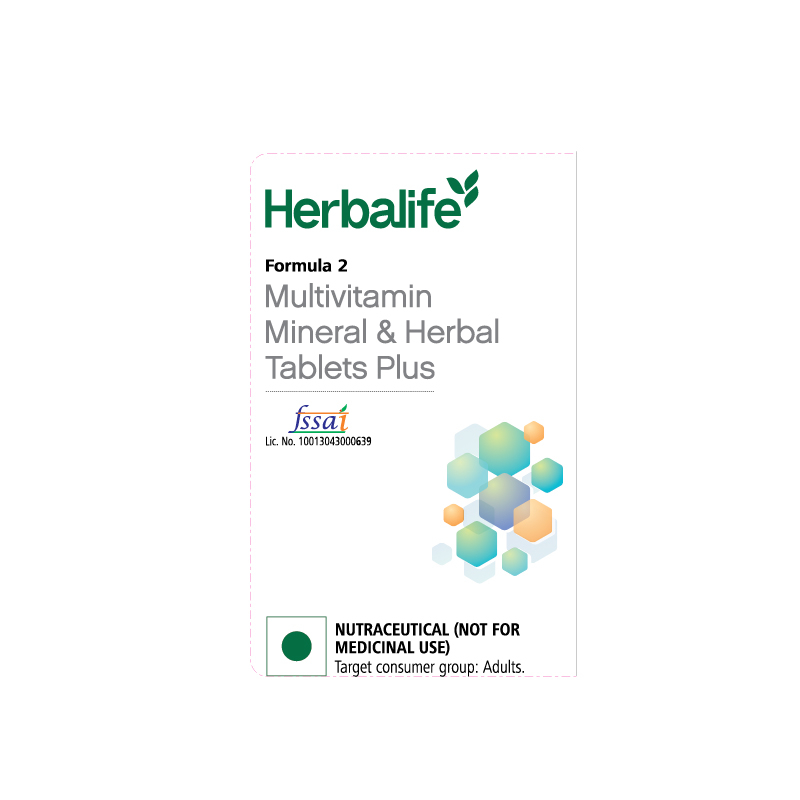 Herbalife
Formula 2
Multivitamin
Mineral & Herbal
Tablets Plus
fssai
Lic. No. 10013043000639
NUTRACEUTICAL (NOT FOR
MEDICINAL USE)
Target consumer group: Adults.